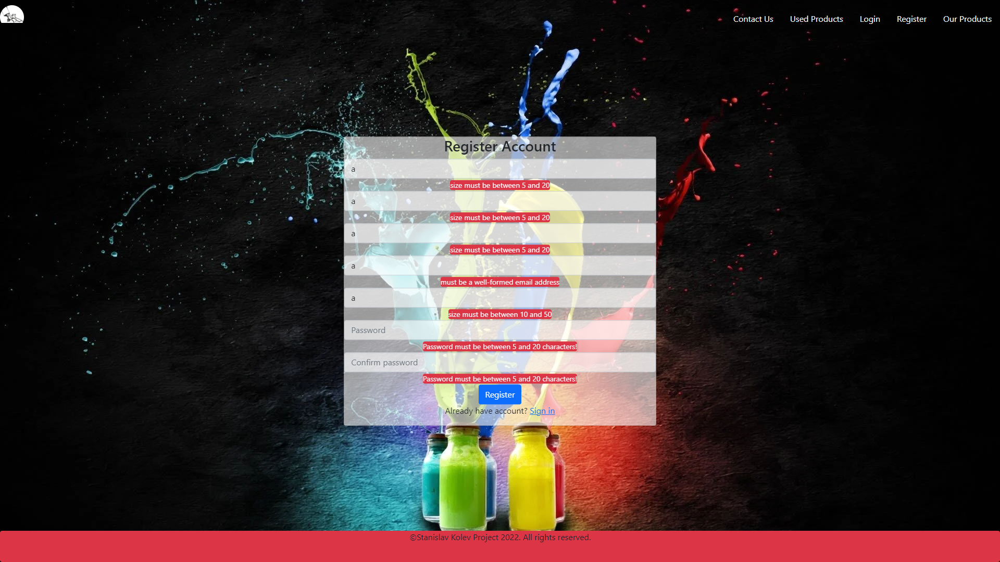 Contact Us
Used Products
Login
Register
Our Products
Register Account
a
size must be between 5 and 20
a
size must be between 5 and 20
a
size must be between 5 and 20
a
must be a well-formed email address
a
size must be between 10 and 50
Password
Password must be between 5 and 20 characters!
Confirm password
Password must be between 5 and 20 characters!
Register
Already have account? Sign in
©Stanislav Kolev Project 2022. All rights reserved.